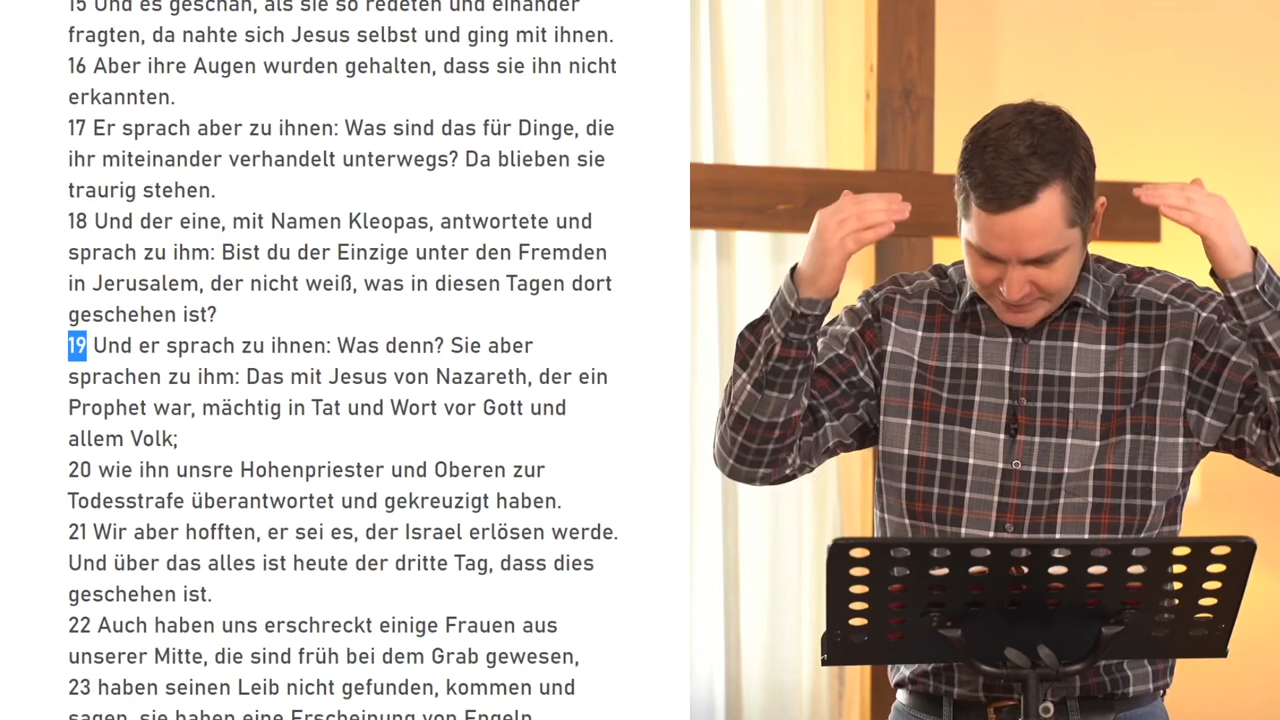 15 Und es geschah, als sie so redeten und einander
fragten, da nahte sich Jesus selbst und ging mit ihnen.
16 Aber ihre Augen wurden gehalten, dass sie ihn nicht
erkannten.
17 Er sprach aber zu ihnen: Was sind das für Dinge, die
ihr miteinander verhandelt unterwegs? Da blieben sie
traurig stehen.
18 Und der eine, mit Namen Kleopas, antwortete und
sprach zu ihm: Bist du der Einzige unter den Fremden
in Jerusalem, der nicht weiß, was in diesen Tagen dort
geschehen ist?
19 Und er sprach zu ihnen: Was denn? Sie aber
sprachen zu ihm: Das mit Jesus von Nazareth, der ein
Prophet war, mächtig in Tat und Wort vor Gott und
allem Volk;
20 wie ihn unsre Hohenpriester und Oberen zur
Todesstrafe überantwortet und gekreuzigt haben.
21 Wir aber hofften, er sei es, der Israel erlösen werde.
Und über das alles ist heute der dritte Tag, dass dies
geschehen ist.
22 Auch haben uns erschreckt einige Frauen aus
unserer Mitte, die sind früh bei dem Grab gewesen,
23 haben seinen Leib nicht gefunden, kommen und
sagen, sie haben eine Erscheinung von Engeln